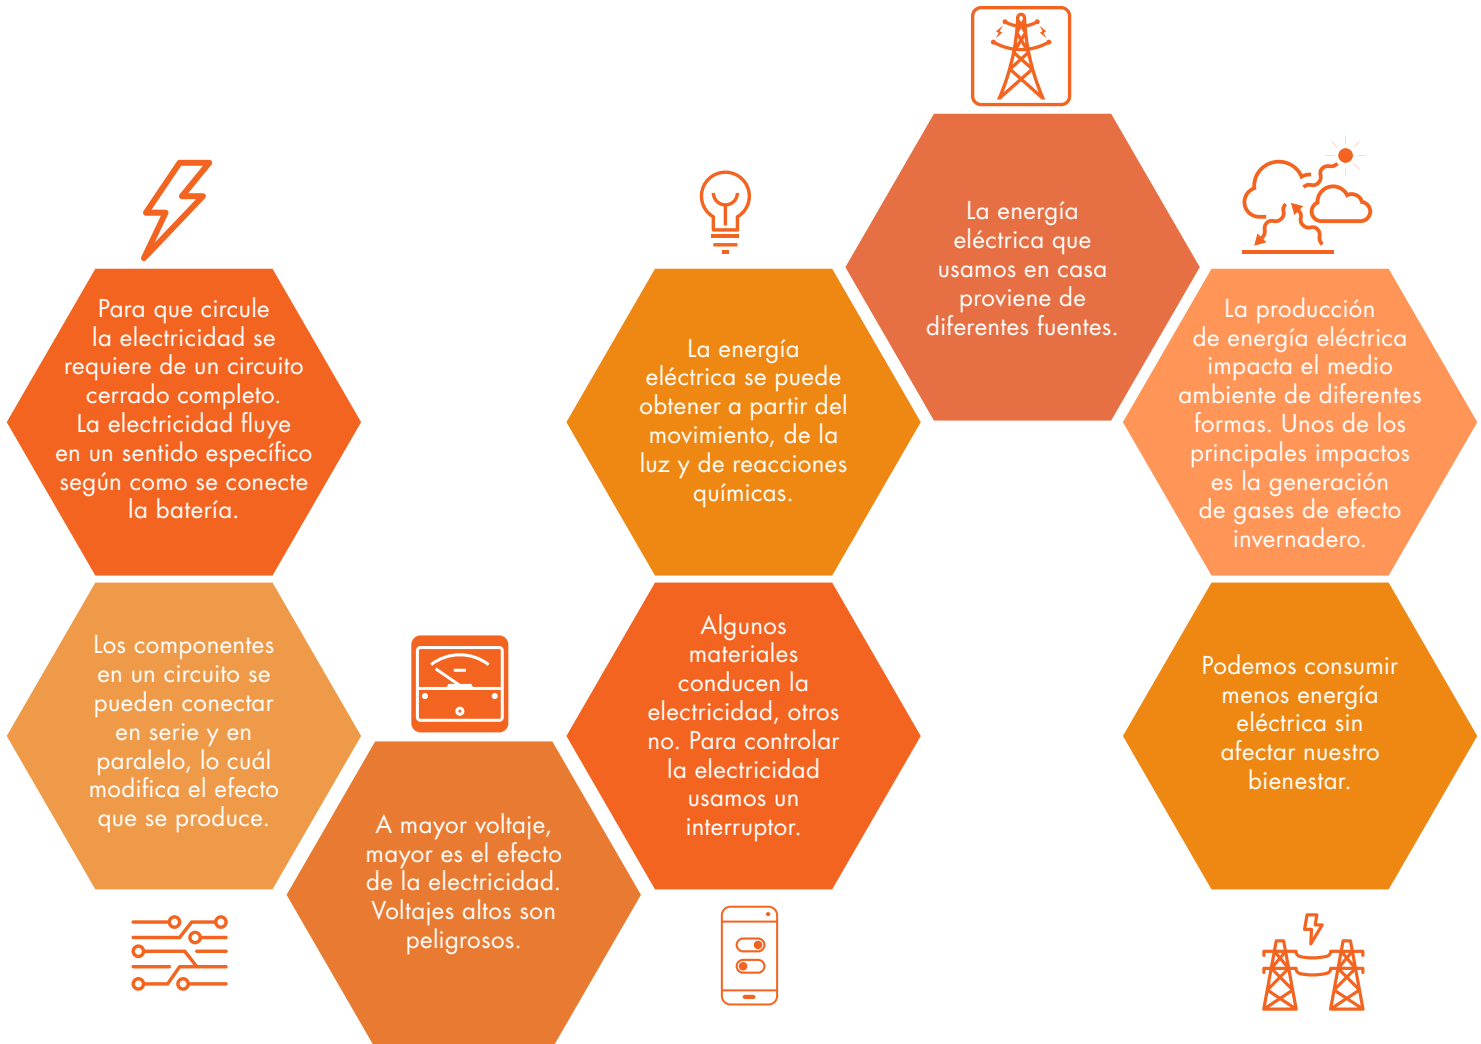 Para que circule
la electricidad se
requiere de un circuito
cerrado completo.
La electricidad fluye
en un sentido específico
según como se conecte
la batería.
Los componentes
en un circuito se
pueden conectar
en serie y en
paralelo, lo cuál
modifica el efecto
que se produce.
A mayor voltaje,
mayor es el efecto
de la electricidad.
Voltajes altos son
peligrosos.
Algunos
materiales
conducen la
electricidad, otros
no. Para controlar
la electricidad
usamos un
interruptor.
La energía
eléctrica se puede
obtener a partir del
movimiento, de la
luz y de reacciones
químicas.
La energía
eléctrica que
usamos en casa
proviene de
diferentes fuentes.
La producción
de energía eléctrica
impacta el medio
ambiente de diferentes
formas. Unos de los
principales impactos
es la generación
de gases de efecto
invernadero.
Podemos consumir
menos energía
eléctrica sin
afectar nuestro
bienestar.